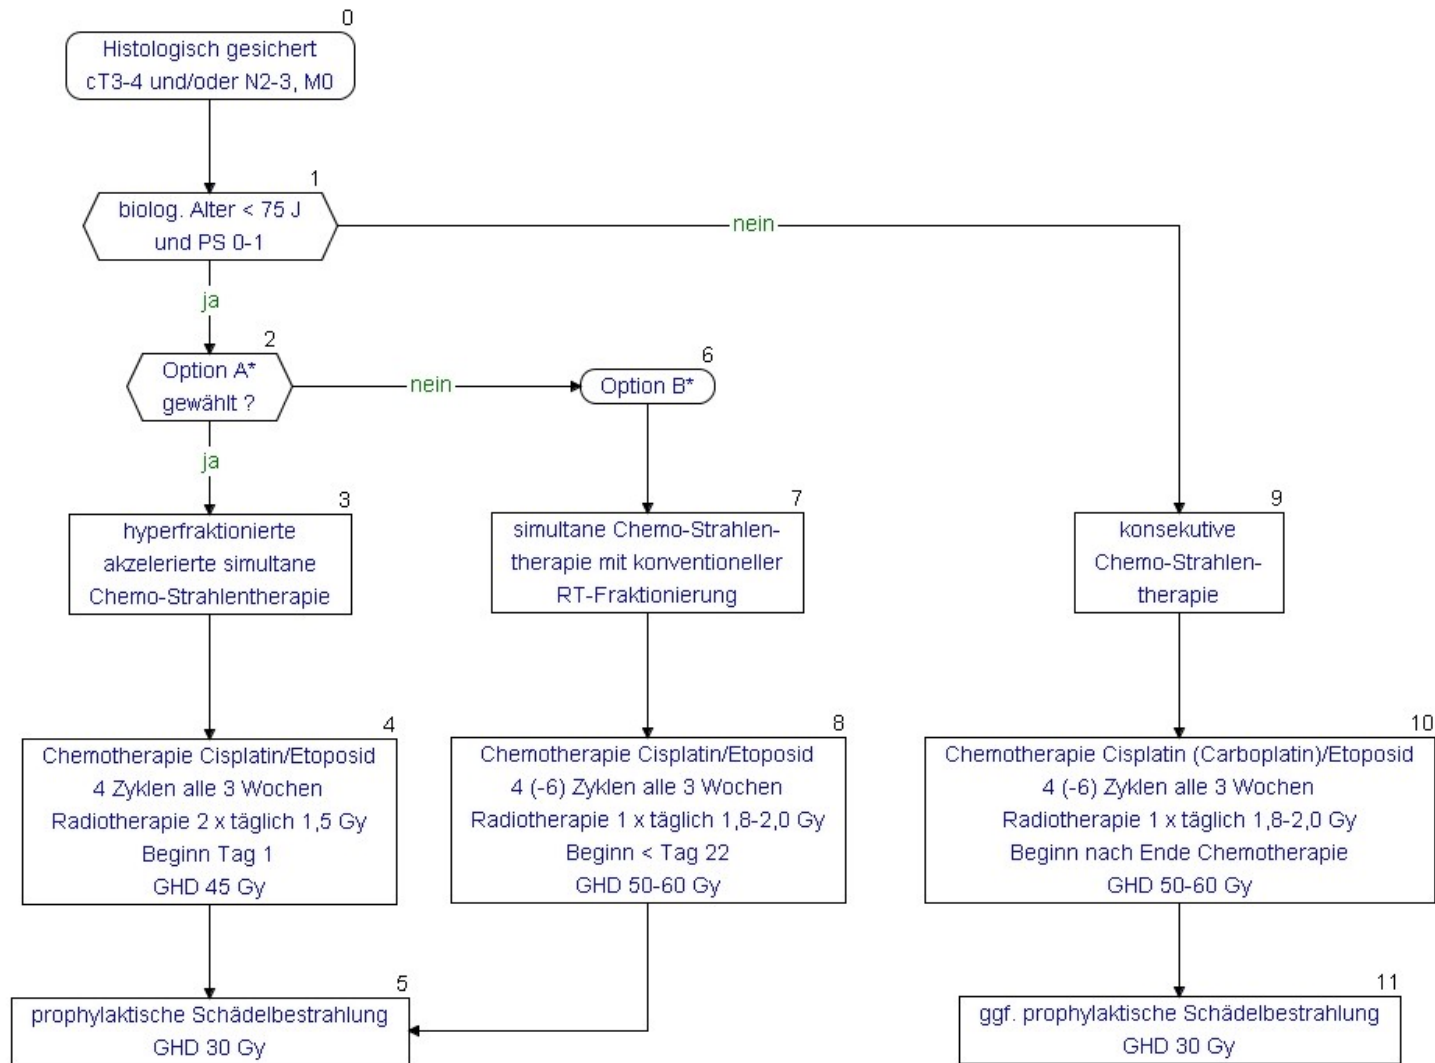 0
Histologisch gesichert
cT3-4 und/oder N2-3, M0
1
biolog. Alter < 75 J
und PS 0-1
nein
ja
2
Option A*
gewählt ?
nein
6
Option B*
ja
3
hyperfraktionierte
akzelerierte simultane
Chemo-Strahlentherapie
7
simultane Chemo-Strahlen-
therapie mit konventioneller
RT-Fraktionierung
9
konsekutive
Chemo-Strahlen-
therapie
4
Chemotherapie Cisplatin/Etoposid
4 Zyklen alle 3 Wochen
Radiotherapie 2 x täglich 1,5 Gy
Beginn Tag 1
GHD 45 Gy
8
Chemotherapie Cisplatin/Etoposid
4 (-6) Zyklen alle 3 Wochen
Radiotherapie 1 x täglich 1,8-2,0 Gy
Beginn < Tag 22
GHD 50-60 Gy
10
Chemotherapie Cisplatin (Carboplatin)/Etoposid
4 (-6) Zyklen alle 3 Wochen
Radiotherapie 1 x täglich 1,8-2,0 Gy
Beginn nach Ende Chemotherapie
GHD 50-60 Gy
5
prophylaktische Schädelbestrahlung
GHD 30 Gy
11
ggf. prophylaktische Schädelbestrahlung
GHD 30 Gy